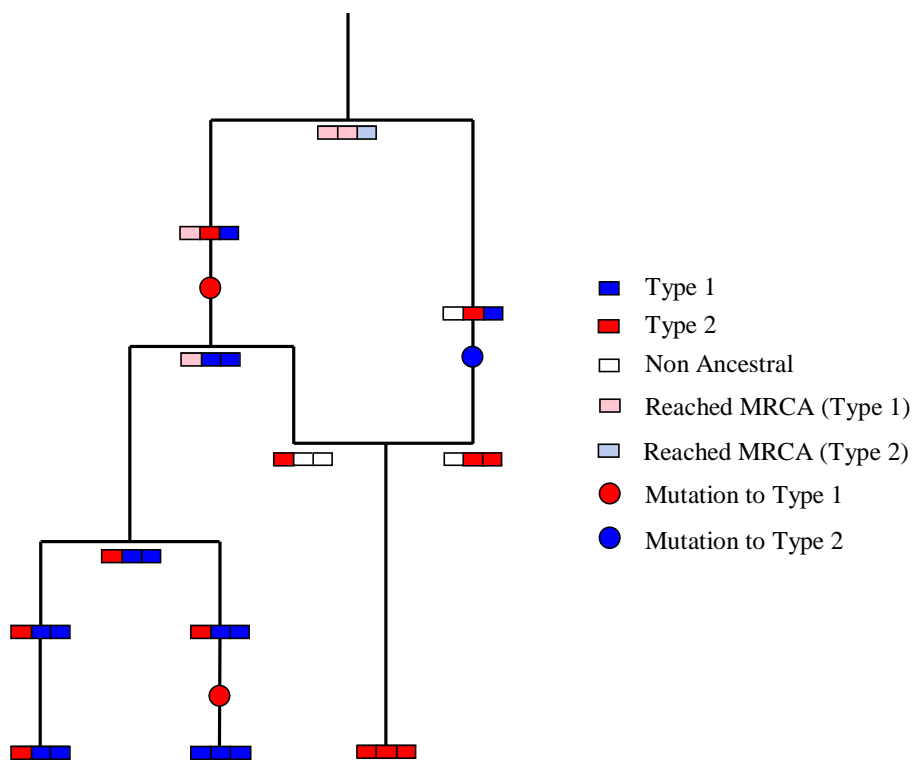 Type 1
Type 2
Non Ancestral
Reached MRCA (Type 1)
Reached MRCA (Type 2)
Mutation to Type 1
Mutation to Type 2